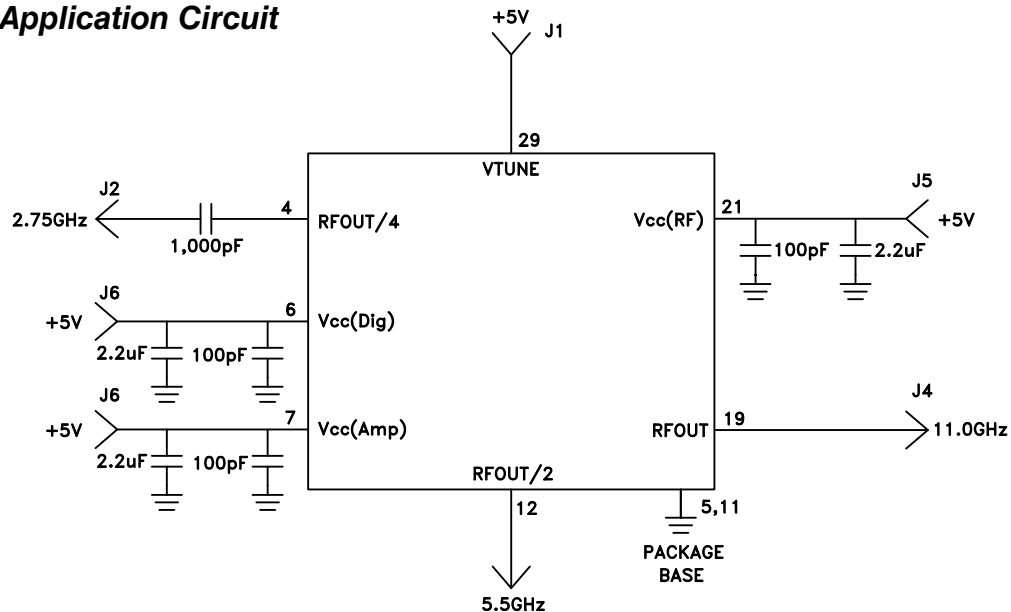 Application Circuit
+5V
J1
29
VTUNE
J2
2.75GHz
1,000pF
4
RFOUT/4
Vcc(RF)
21
J5
+5V
100pF
2.2uF
J6
+5V
2.2uF
100pF
6
Vcc(Dig)
J6
+5V
2.2uF
100pF
7
Vcc(Amp)
RFOUT
19
J4
11.0GHz
RFOUT/2
12
5.5GHz
5,11
PACKAGE
BASE